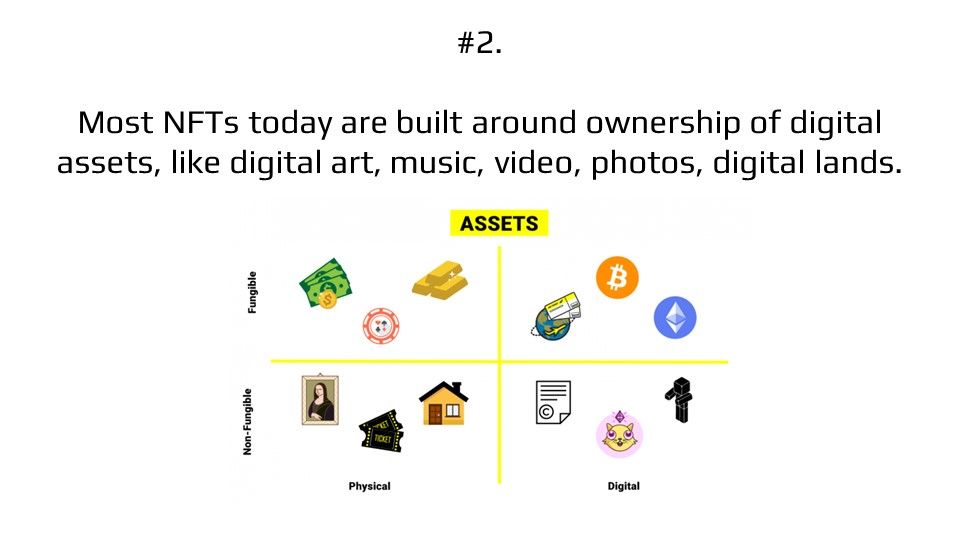 #2.
Most NFTs today are built around ownership of digital
assets, like digital art, music, video, photos, digital lands.
ASSETS
Fungible
Non-Fungible
TICKET
Physical
Digital